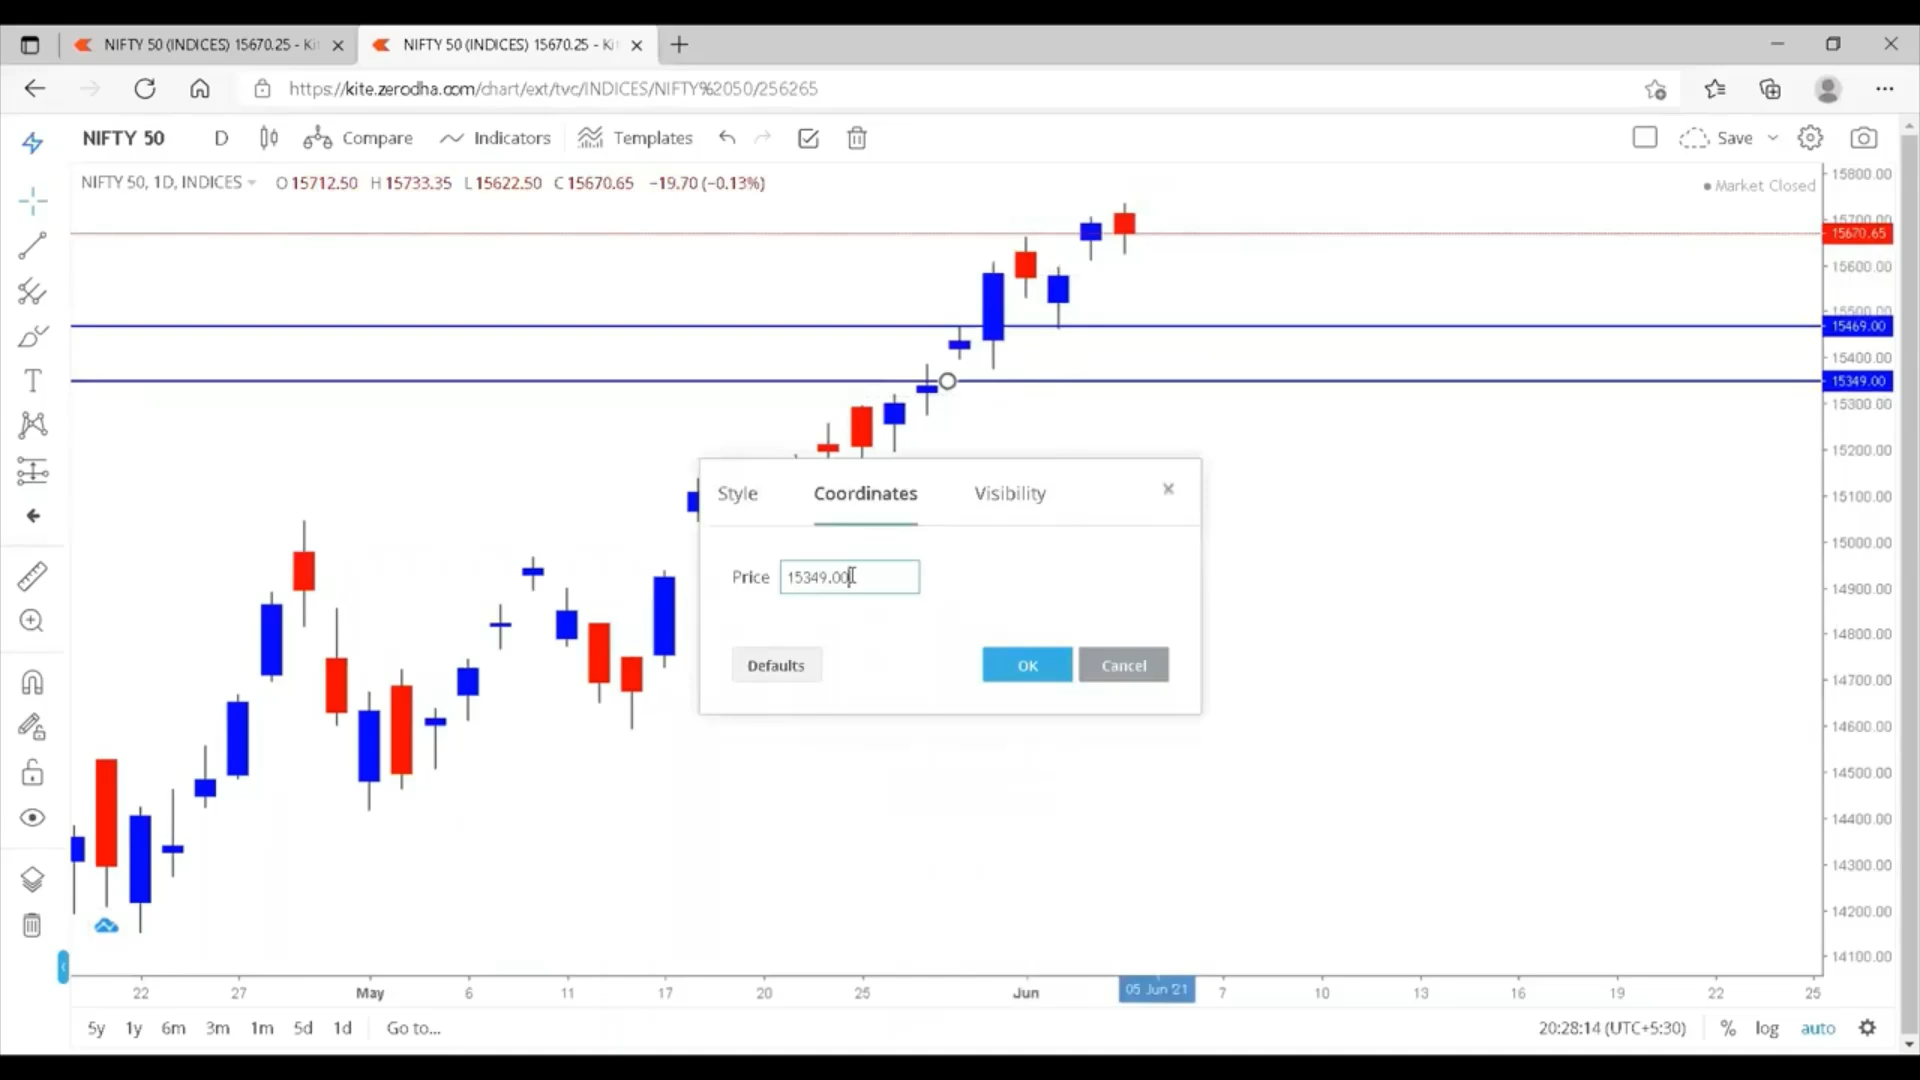 NIFTY 50 (INDICES) 15670.25 - Ki
NIFTY 50 (INDICES) 15670.25 - Ki
https://kite.zerodha.com/chart/ext/tvc/INDICES/NIFTY%2050/256265
NIFTY 50 D Compare Indicators Templates Save
NIFTY 50, 1D, INDICES O 15712.50 H 15733.35 L 15622.50 C 15670.65 −19.70 (−0.13%)
Market Closed
15800.00
15700.00
15670.65
15600.00
15500.00
15469.00
15400.00
15349.00
15300.00
15200.00
15100.00
15000.00
14900.00
14800.00
14700.00
14600.00
14500.00
14400.00
14300.00
14200.00
14100.00
Style Coordinates Visibility
Price 15349.00
Defaults OK Cancel
22 27 May 6 11 17 20 25 Jun 05 Jun '21 7 10 13 16 19 22 25
5y 1y 6m 3m 1m 5d 1d Go to... 20:28:14 (UTC+5:30) % log auto